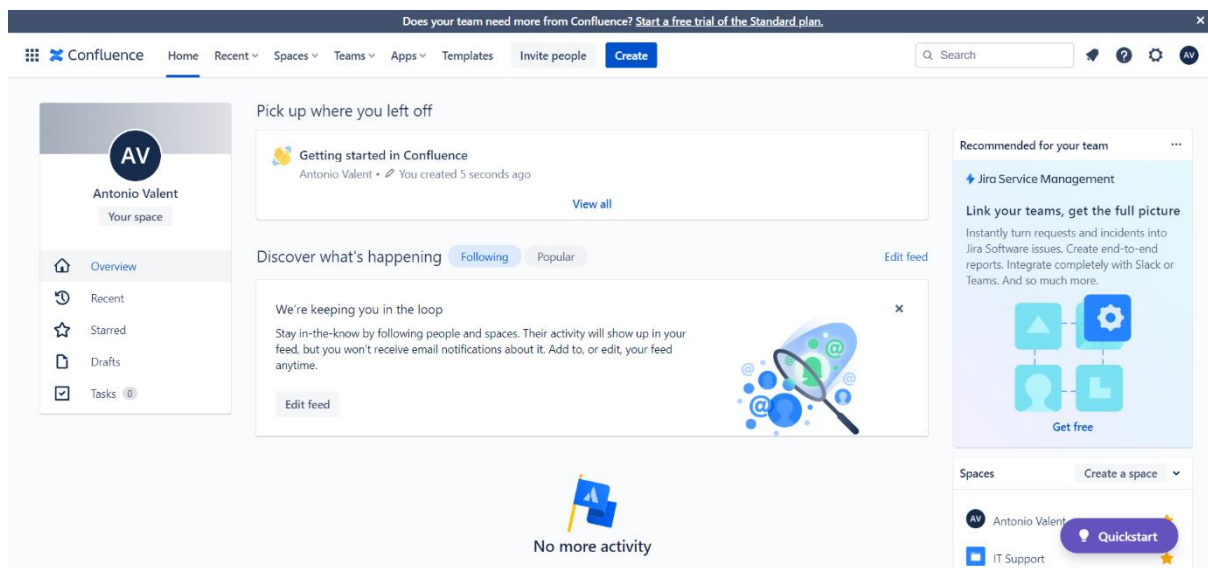 Does your team need more from Confluence? Start a free trial of the Standard plan.
Confluence Home Recent Spaces Teams Apps Templates Invite people Create Search AV
AV
Antonio Valent
Your space
Overview
Recent
Starred
Drafts
Tasks 0
Pick up where you left off
Getting started in Confluence
Antonio Valent • You created 5 seconds ago
View all
Discover what's happening Following Popular Edit feed
We're keeping you in the loop
Stay in-the-know by following people and spaces. Their activity will show up in your
feed, but you won't receive email notifications about it. Add to, or edit, your feed
anytime.
Edit feed
@ @ @ @ @
No more activity
Recommended for your team
Jira Service Management
Link your teams, get the full picture
Instantly turn requests and incidents into
Jira Software issues. Create end-to-end
reports. Integrate completely with Slack or
Teams. And so much more.
Get free
Spaces Create a space
AV Antonio Valent
IT Support
Quickstart